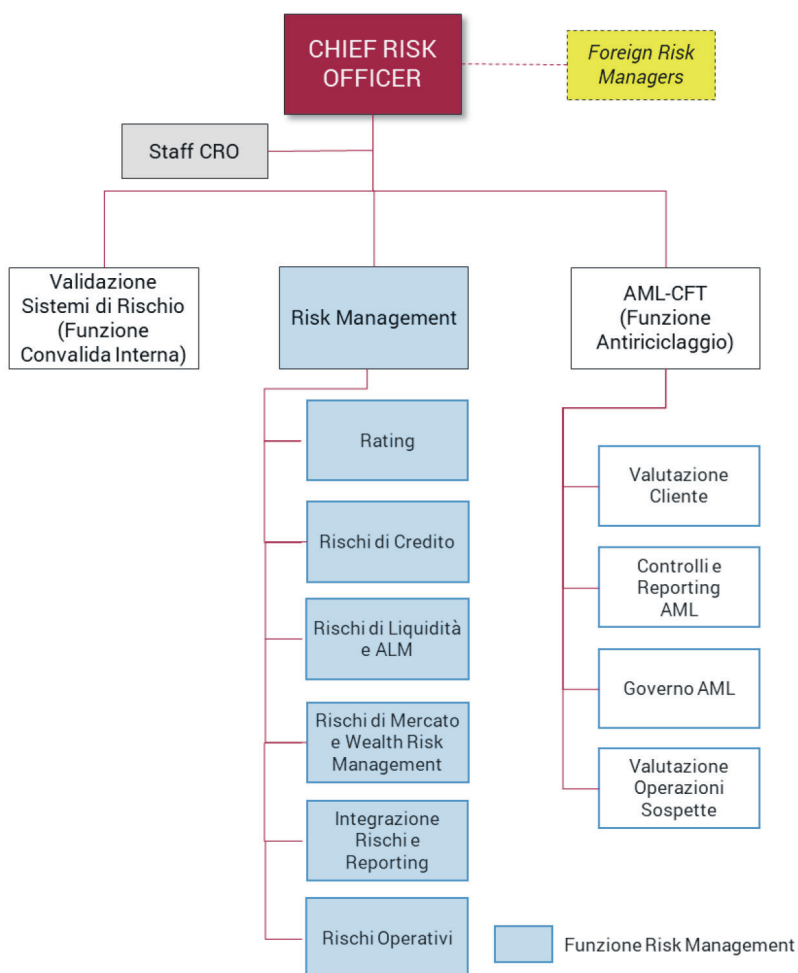 CHIEF RISK
OFFICER
Foreign Risk
Managers
Staff CRO
Validazione
Sistemi di Rischio
(Funzione
Convalida Interna)
Risk Management
AML-CFT
(Funzione
Antiriciclaggio)
Rating
Rischi di Credito
Rischi di Liquidità
e ALM
Rischi di Mercato
e Wealth Risk
Management
Integrazione
Rischi e
Reporting
Rischi Operativi
Valutazione
Cliente
Controlli e
Reporting
AML
Governo AML
Valutazione
Operazioni
Sospette
Funzione Risk Management